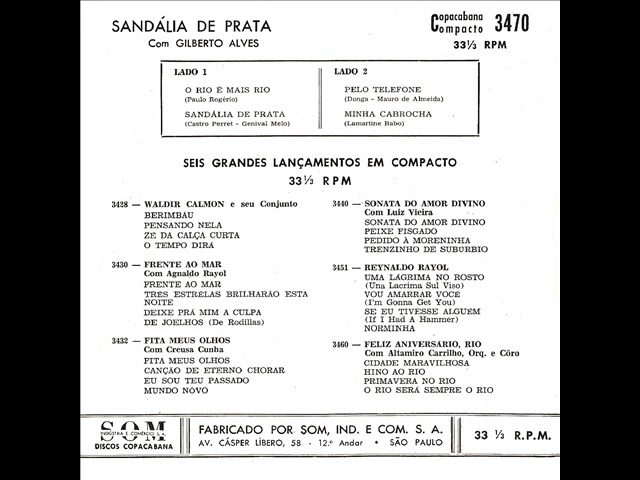 SANDÁLIA DE PRATA
Com GILBERTO ALVES
Copacabana
Compacto 3470
33⅓ RPM
LADO 1
O RIO É MAIS RIO
(Paulo Rogério)
SANDÁLIA DE PRATA
(Castro Perret - Genival Melo)
LADO 2
PELO TELEFONE
(Donga - Mauro de Almeida)
MINHA CABROCHA
(Lamartine Babo)
SEIS GRANDES LANÇAMENTOS EM COMPACTO
33⅓ RPM
3428 — WALDIR CALMON e seu Conjunto
BERIMBAU
PENSANDO NELA
ZÉ DA CALÇA CURTA
O TEMPO DIRÁ
3430 — FRENTE AO MAR
Com Agnaldo Rayol
FRENTE AO MAR
TRÊS ESTRELAS BRILHARÃO ESTA
NOITE
DEIXE PRÁ MIM A CULPA
DE JOELHOS (De Rodillas)
3432 — FITA MEUS OLHOS
Com Creusa Cunha
FITA MEUS OLHOS
CANÇÃO DE ETERNO CHORAR
EU SOU TEU PASSADO
MUNDO NÔVO
3440 — SONATA DO AMOR DIVINO
Com Luiz Vieira
SONATA DO AMOR DIVINO
PEIXE FISGADO
PEDIDO À MORENINHA
TRENZINHO DE SUBÚRBIO
3451 — REYNALDO RAYOL
UMA LÁGRIMA NO ROSTO
(Una Lacrima Sul Viso)
VOU AMARRAR VOCÊ
(I'm Gonna Get You)
SE EU TIVESSE ALGUÉM
(If I Had A Hammer)
NORMINHA
3460 — FELIZ ANIVERSÁRIO, RIO
Com Altamiro Carrilho, Orq. e Côro
CIDADE MARAVILHOSA
HINO AO RIO
PRIMAVERA NO RIO
O RIO SERÁ SEMPRE O RIO
SOM
INDÚSTRIA E COMÉRCIO S. A.
DISCOS COPACABANA
FABRICADO POR SOM, IND. E COM. S. A.
AV. CÁSPER LÍBERO, 58 - 12.º Andar • SÃO PAULO
33 ⅓ R.P.M.